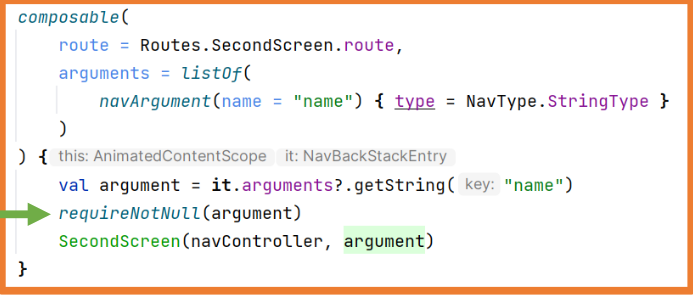 composable(
route = Routes.SecondScreen.route,
arguments = listOf(
navArgument(name = "name") { type = NavType.StringType }
)
) { this: AnimatedContentScope it: NavBackStackEntry
val argument = it.arguments?.getString( key: "name")
requireNotNull(argument)
SecondScreen(navController, argument)
}